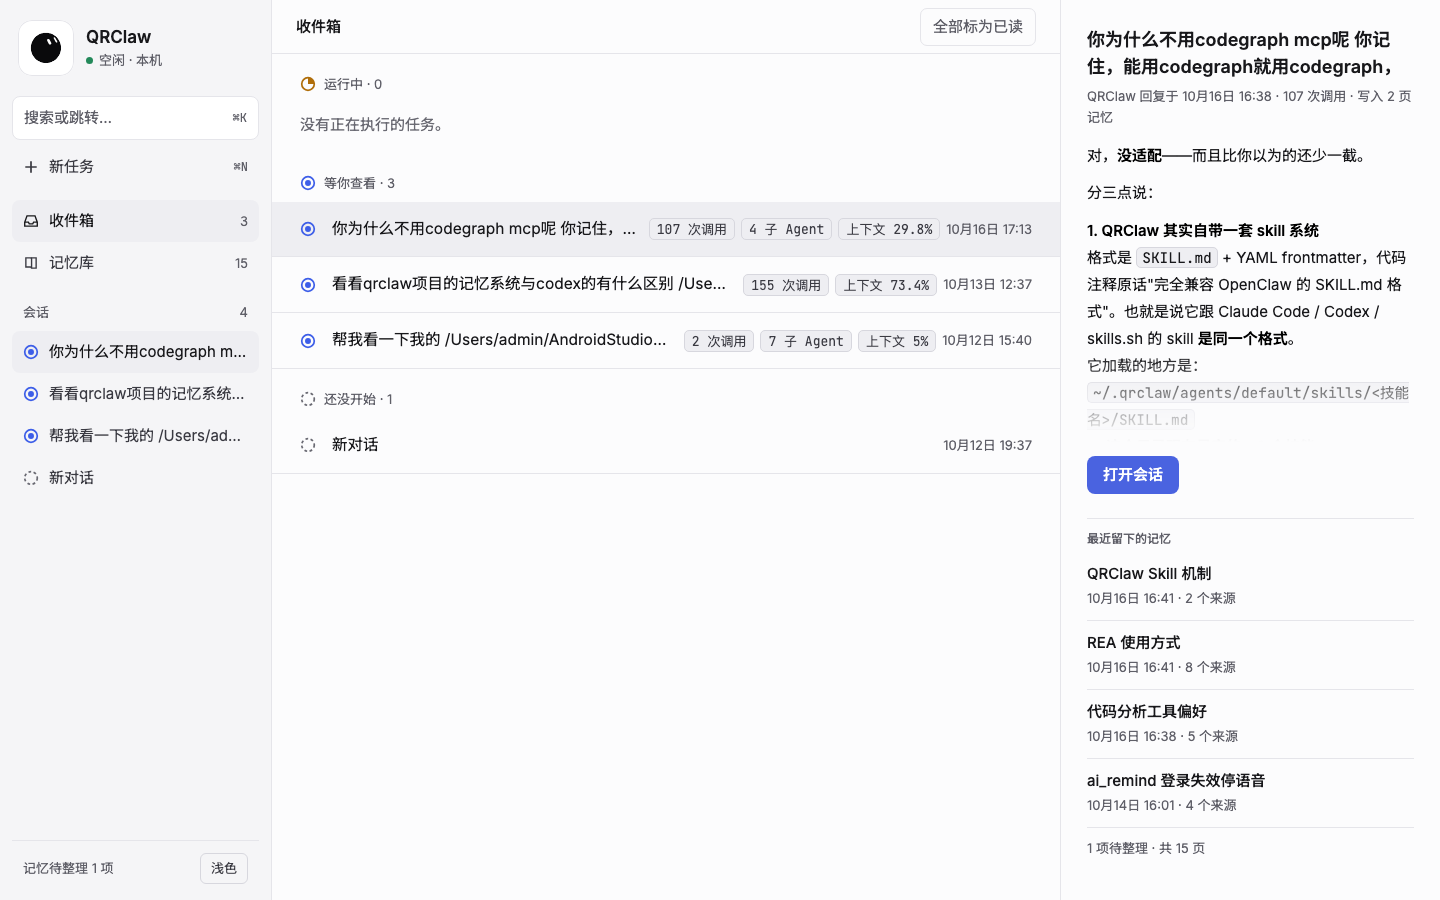 QRClaw
空闲 · 本机
搜索或跳转... ⌘K
新任务 ⌘N
收件箱 3
记忆库 15
会话 4
你为什么不用codegraph m...
看看qrclaw项目的记忆系统...
帮我看一下我的 /Users/ad...
新对话
记忆待整理 1 项 浅色
收件箱 全部标为已读
运行中 · 0
没有正在执行的任务。
等你查看 · 3
你为什么不用codegraph mcp呢 你记住，... 107 次调用 4 子 Agent 上下文 29.8% 10月16日 17:13
看看qrclaw项目的记忆系统与codex的有什么区别 /Use... 155 次调用 上下文 73.4% 10月13日 12:37
帮我看一下我的 /Users/admin/AndroidStudio... 2 次调用 7 子 Agent 上下文 5% 10月12日 15:40
还没开始 · 1
新对话 10月12日 19:37
你为什么不用codegraph mcp呢 你记
住，能用codegraph就用codegraph，
QRClaw 回复于 10月16日 16:38 · 107 次调用 · 写入 2 页
记忆
对，没适配——而且比你以为的还少一截。
分三点说：
1. QRClaw 其实自带一套 skill 系统
格式是 SKILL.md + YAML frontmatter，代码
注释原话"完全兼容 OpenClaw 的 SKILL.md 格
式"。也就是说它跟 Claude Code / Codex /
skills.sh 的 skill 是同一个格式。
它加载的地方是：
~/.qrclaw/agents/default/skills/<技能
名>/SKILL.md
打开会话
最近留下的记忆
QRClaw Skill 机制
10月16日 16:41 · 2 个来源
REA 使用方式
10月16日 16:41 · 8 个来源
代码分析工具偏好
10月16日 16:38 · 5 个来源
ai_remind 登录失效停语音
10月14日 16:01 · 4 个来源
1 项待整理 · 共 15 页